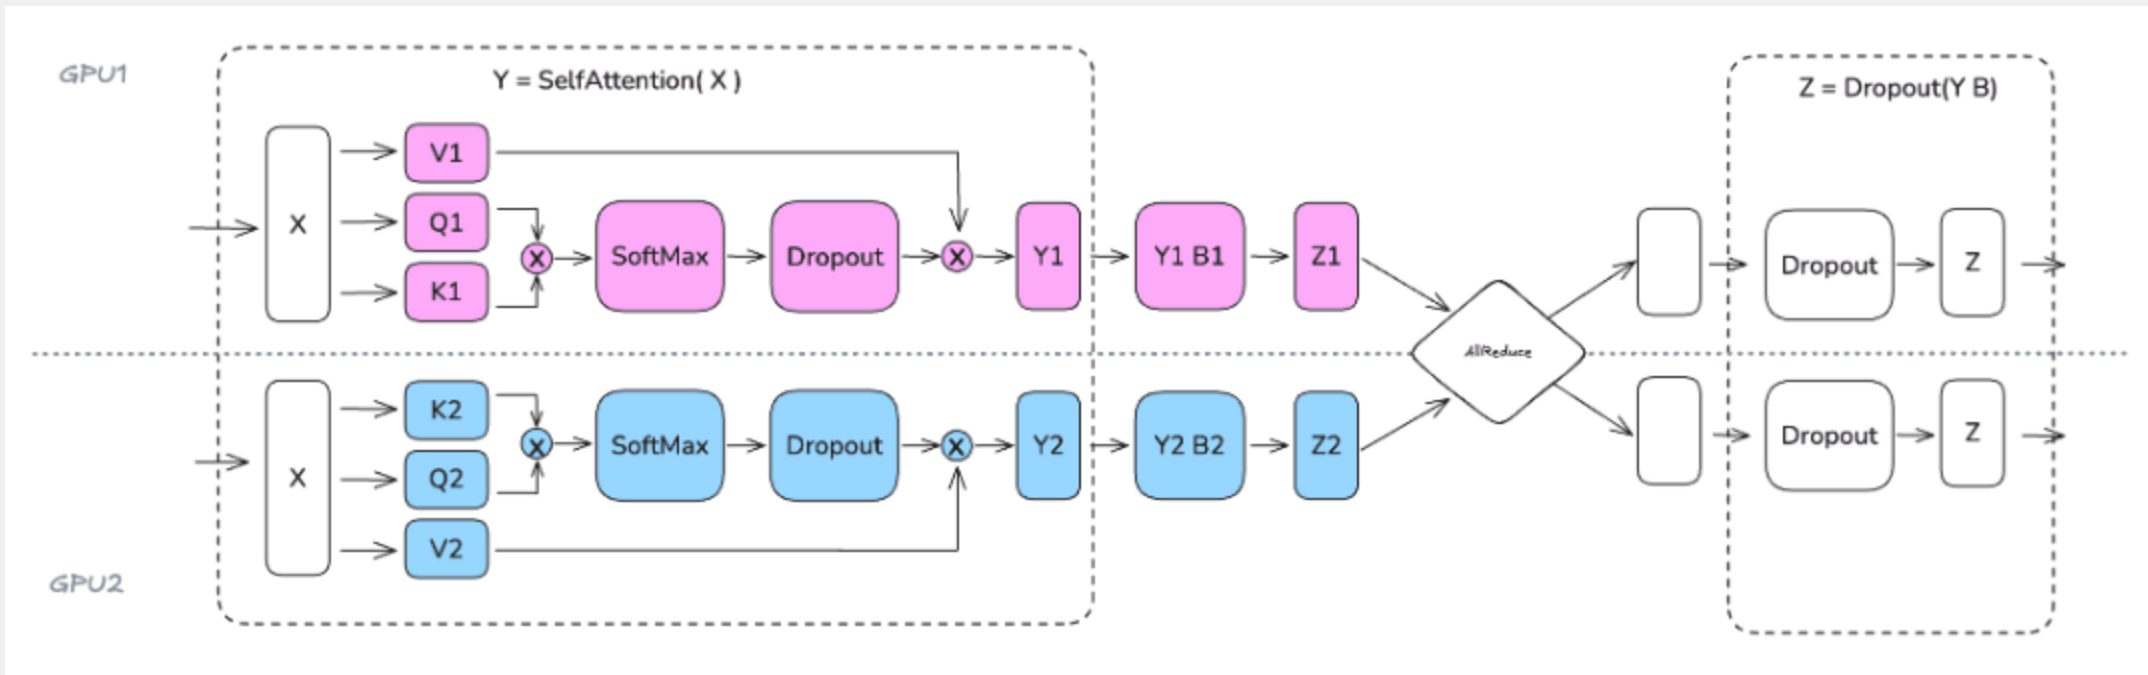 GPU1
Y = SelfAttention( X )
Z = Dropout(Y B)
X
V1
Q1
K1
X
SoftMax
Dropout
X
Y1
Y1 B1
Z1
AllReduce
Dropout
Z
X
K2
Q2
V2
X
SoftMax
Dropout
X
Y2
Y2 B2
Z2
Dropout
Z
GPU2